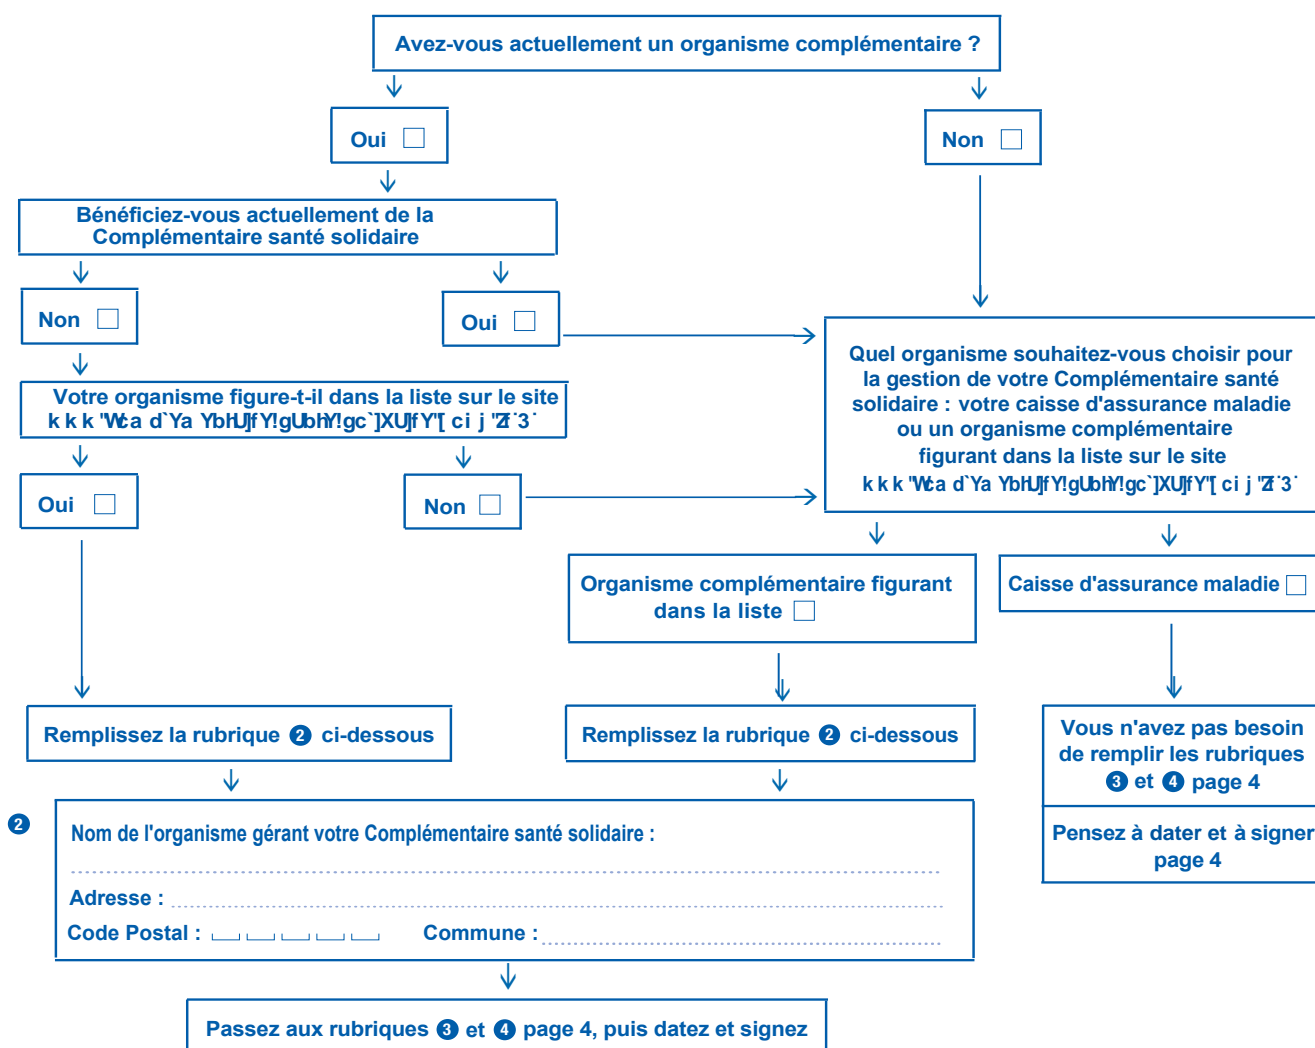 Avez-vous actuellement un organisme complémentaire ?
Oui
Non
Bénéficiez-vous actuellement de la
Complémentaire santé solidaire
Non
Oui
Votre organisme figure-t-il dans la liste sur le site
Oui
Non
Quel organisme souhaitez-vous choisir pour
la gestion de votre Complémentaire santé
solidaire : votre caisse d'assurance maladie
ou un organisme complémentaire
figurant dans la liste sur le site
Organisme complémentaire figurant
dans la liste
Caisse d'assurance maladie
Remplissez la rubrique 2 ci-dessous
Remplissez la rubrique 2 ci-dessous
Vous n'avez pas besoin
de remplir les rubriques
3 et 4 page 4
Pensez à dater et à signer
page 4
2
Nom de l'organisme gérant votre Complémentaire santé solidaire :
Adresse :
Code Postal : Commune :
Passez aux rubriques 3 et 4 page 4, puis datez et signez